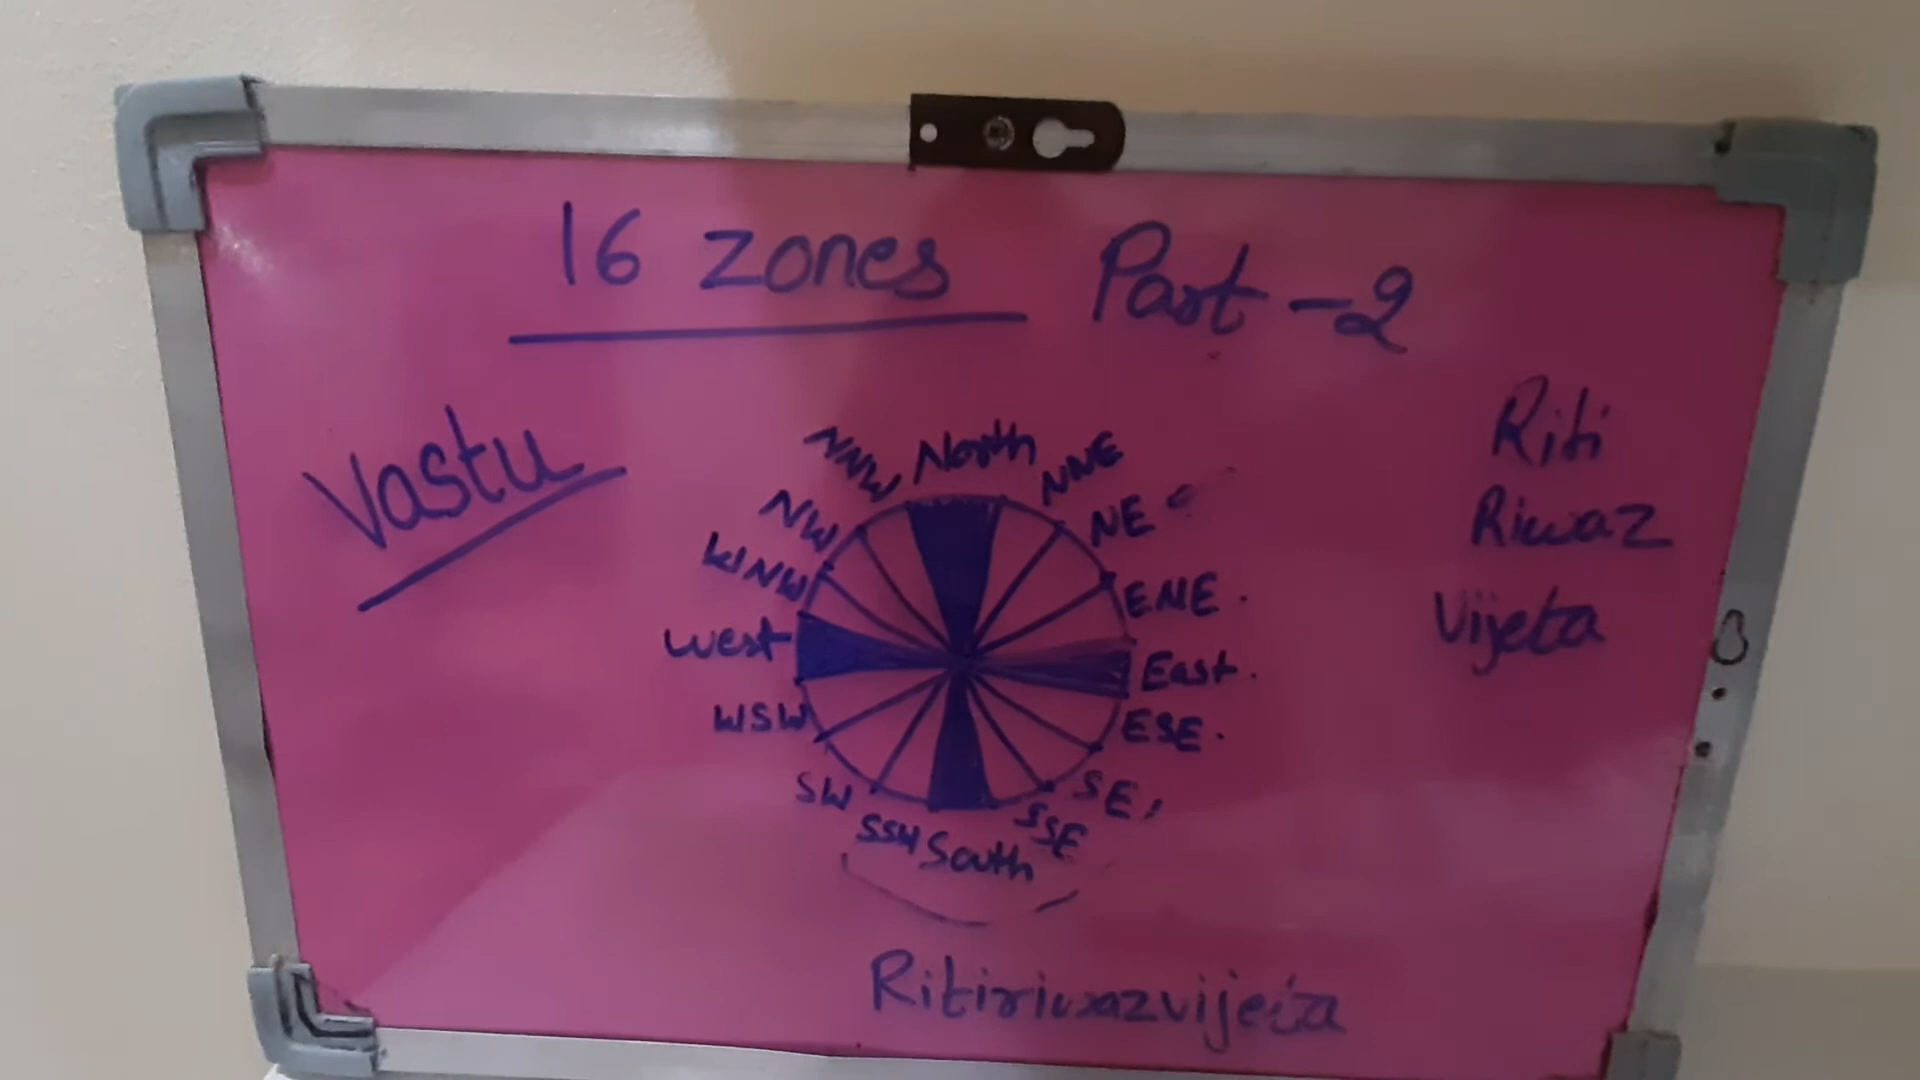 16 zones Part-2
Vastu
North
NNE
NE
ENE
East
ESE
SE
SSE
South
SSW
SW
WSW
West
WNW
NW
NNW
Riti
Riwaz
Vijeta
Ritiriwazvijeta